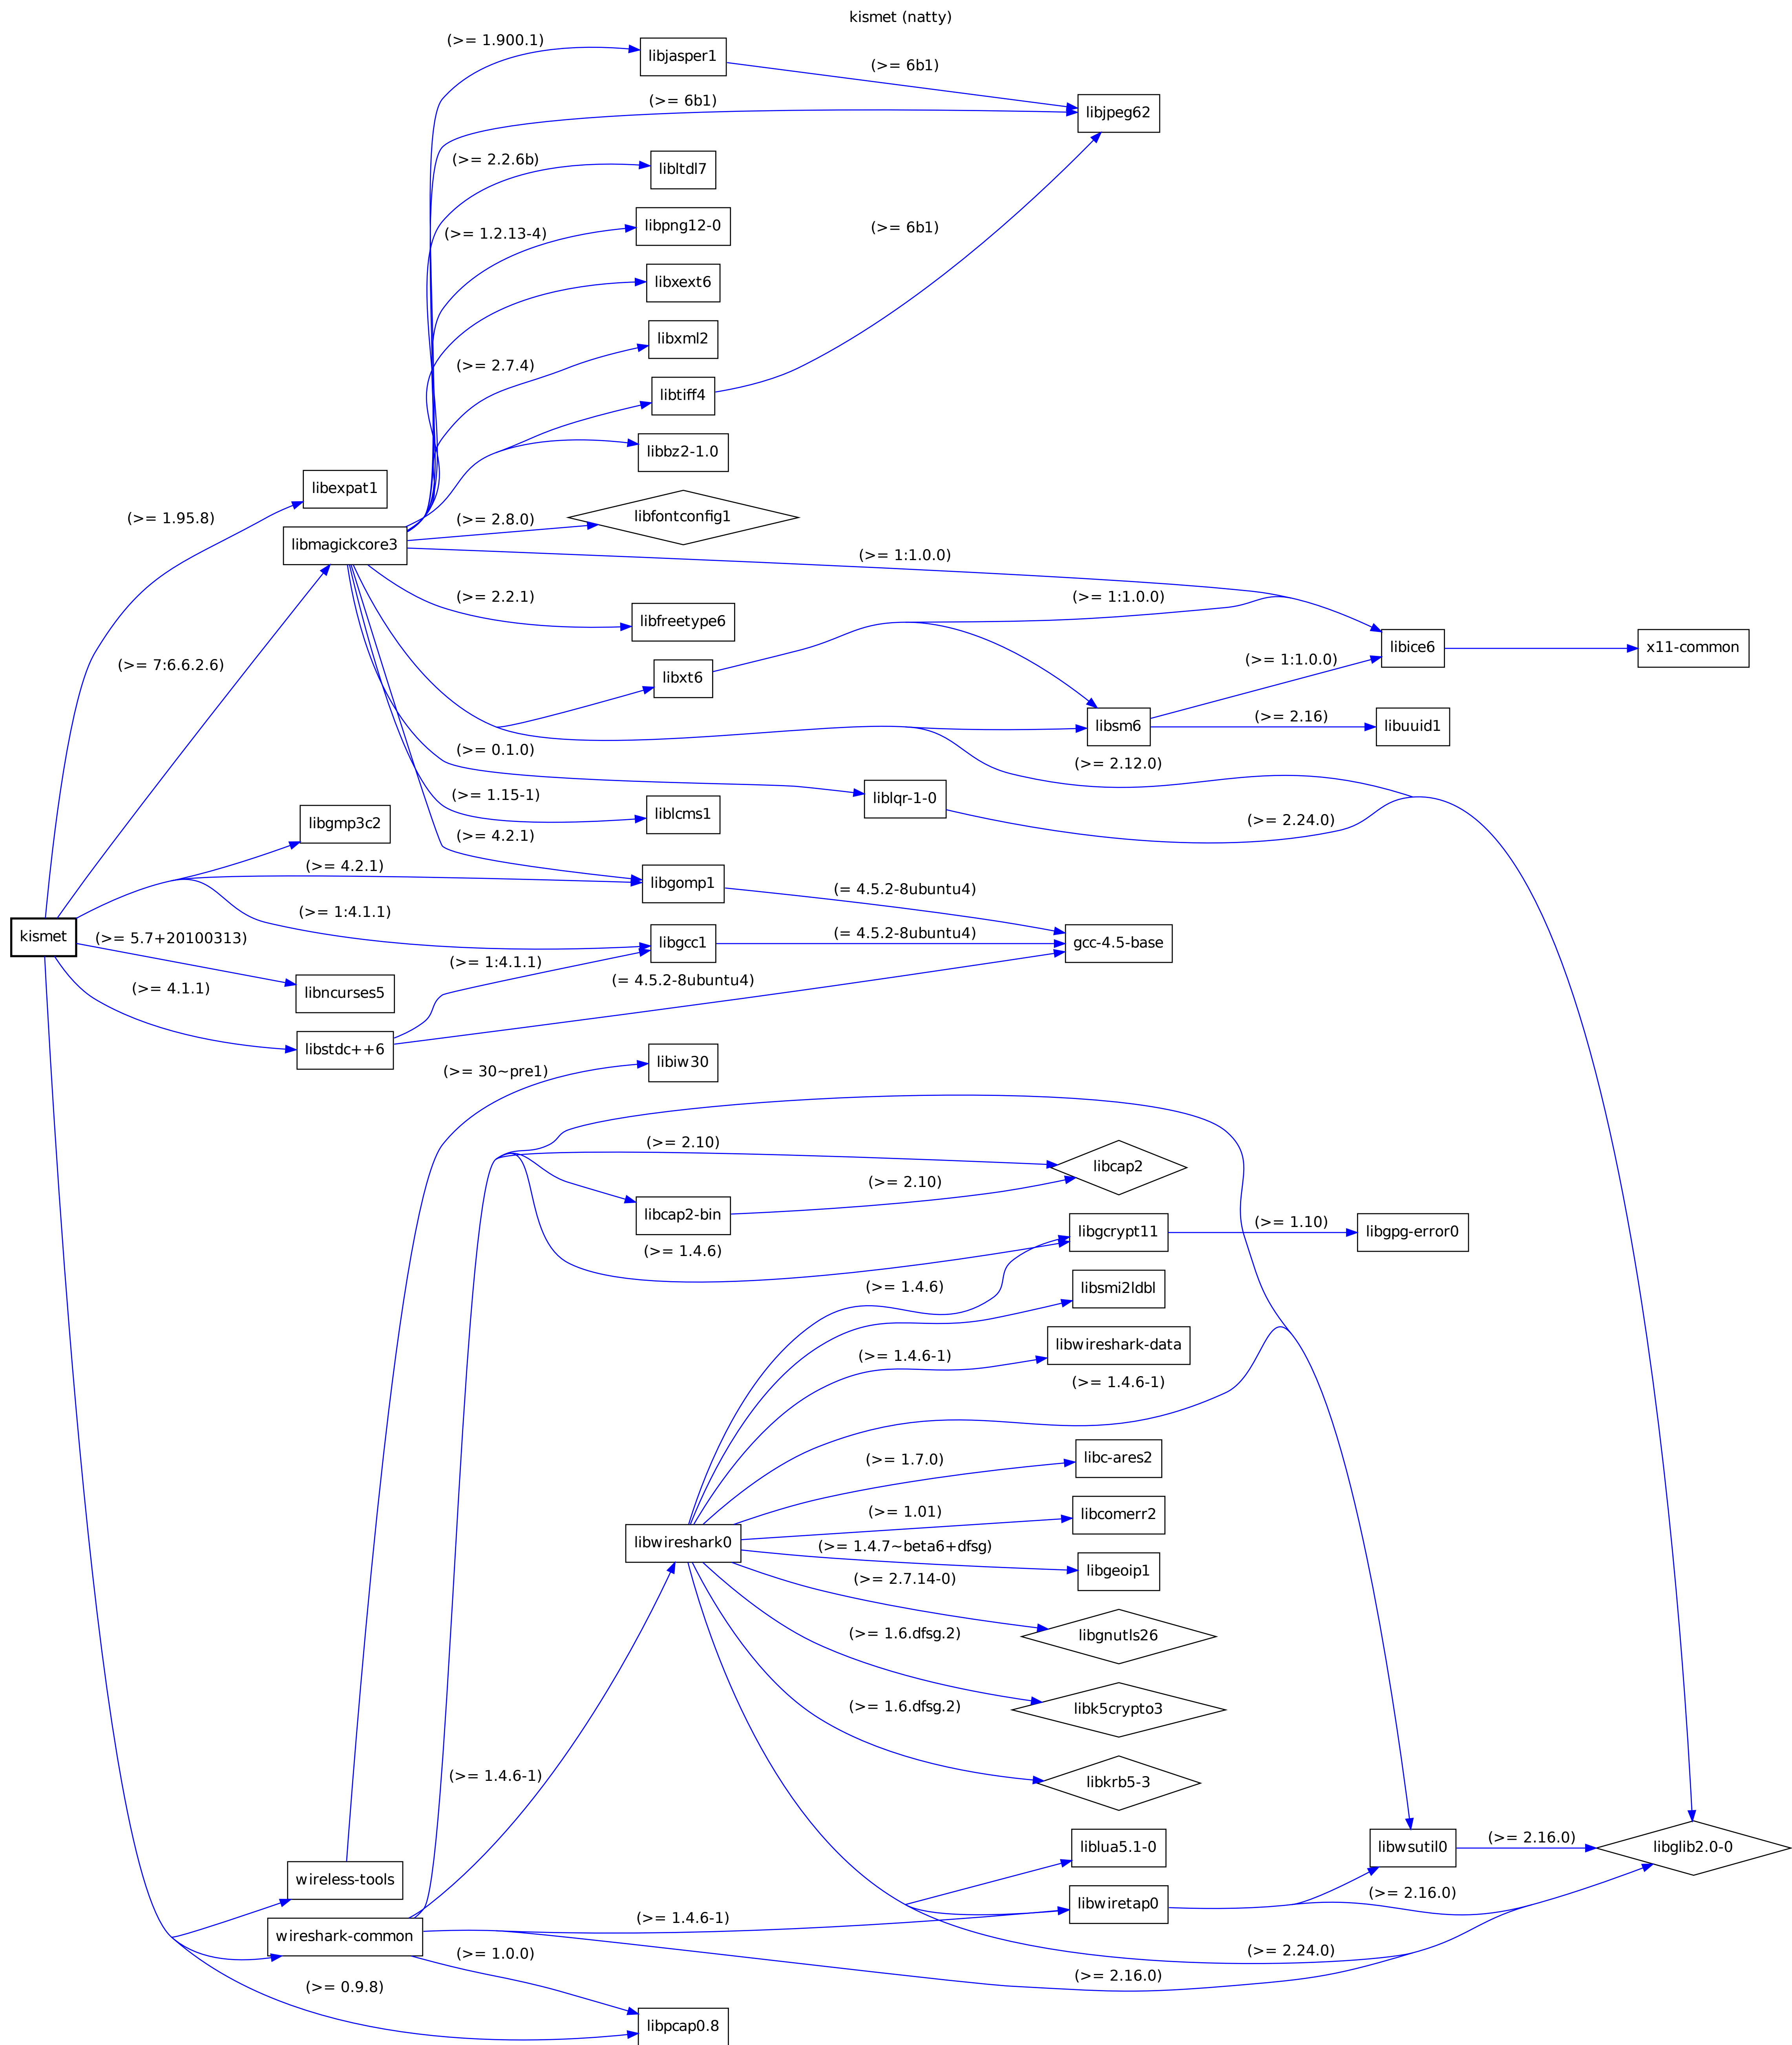 kismet (natty)
(>= 1.900.1)
libjasper1
(>= 6b1)
(>= 6b1)
libjpeg62
(>= 2.2.6b)
libltdl7
libpng12-0
(>= 1.2.13-4)
(>= 6b1)
libxext6
libxml2
(>= 2.7.4)
libtiff4
libbz2-1.0
libexpat1
(>= 1.95.8)
(>= 2.8.0)
libfontconfig1
libmagickcore3
(>= 1:1.0.0)
(>= 2.2.1)
(>= 1:1.0.0)
libfreetype6
libice6
x11-common
(>= 7:6.6.2.6)
libxt6
(>= 1:1.0.0)
(>= 2.16)
libsm6
libuuid1
(>= 0.1.0)
(>= 2.12.0)
(>= 1.15-1)
liblqr-1-0
libgmp3c2
liblcms1
(>= 2.24.0)
(>= 4.2.1)
(>= 4.2.1)
libgomp1
(= 4.5.2-8ubuntu4)
(>= 1:4.1.1)
kismet
(>= 5.7+20100313)
libgcc1
(= 4.5.2-8ubuntu4)
gcc-4.5-base
(>= 1:4.1.1)
(= 4.5.2-8ubuntu4)
(>= 4.1.1)
libncurses5
libstdc++6
libiw30
(>= 30~pre1)
(>= 2.10)
libcap2
(>= 2.10)
libcap2-bin
(>= 1.4.6)
libgcrypt11
(>= 1.10)
libgpg-error0
(>= 1.4.6)
libsmi2ldbl
libwireshark-data
(>= 1.4.6-1)
(>= 1.4.6-1)
(>= 1.7.0)
libc-ares2
(>= 1.01)
libcomerr2
libwireshark0
(>= 1.4.7~beta6+dfsg)
libgeoip1
(>= 2.7.14-0)
libgnutls26
(>= 1.6.dfsg.2)
libk5crypto3
(>= 1.6.dfsg.2)
(>= 1.4.6-1)
libkrb5-3
liblua5.1-0
libwsutil0
(>= 2.16.0)
libglib2.0-0
wireless-tools
(>= 2.16.0)
libwiretap0
(>= 1.4.6-1)
wireshark-common
(>= 1.0.0)
(>= 2.24.0)
(>= 2.16.0)
(>= 0.9.8)
libpcap0.8